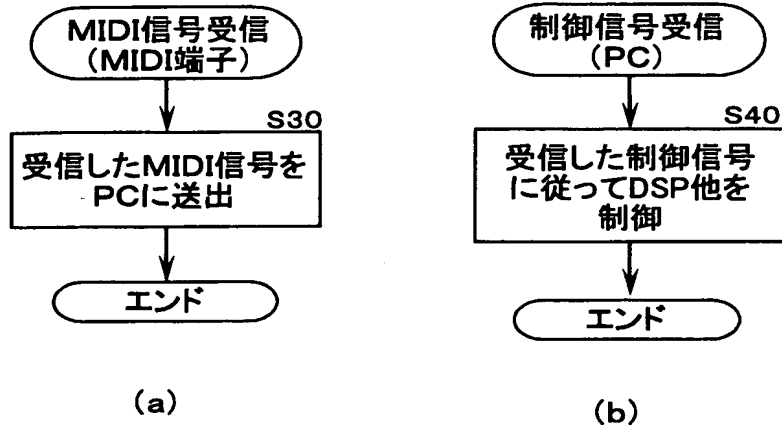 MIDI信号受信
(MIDI端子)
S30
受信したMIDI信号を
PCに送出
エンド
(a)
制御信号受信
(PC)
S40
受信した制御信号
に従ってDSP他を
制御
エンド
(b)